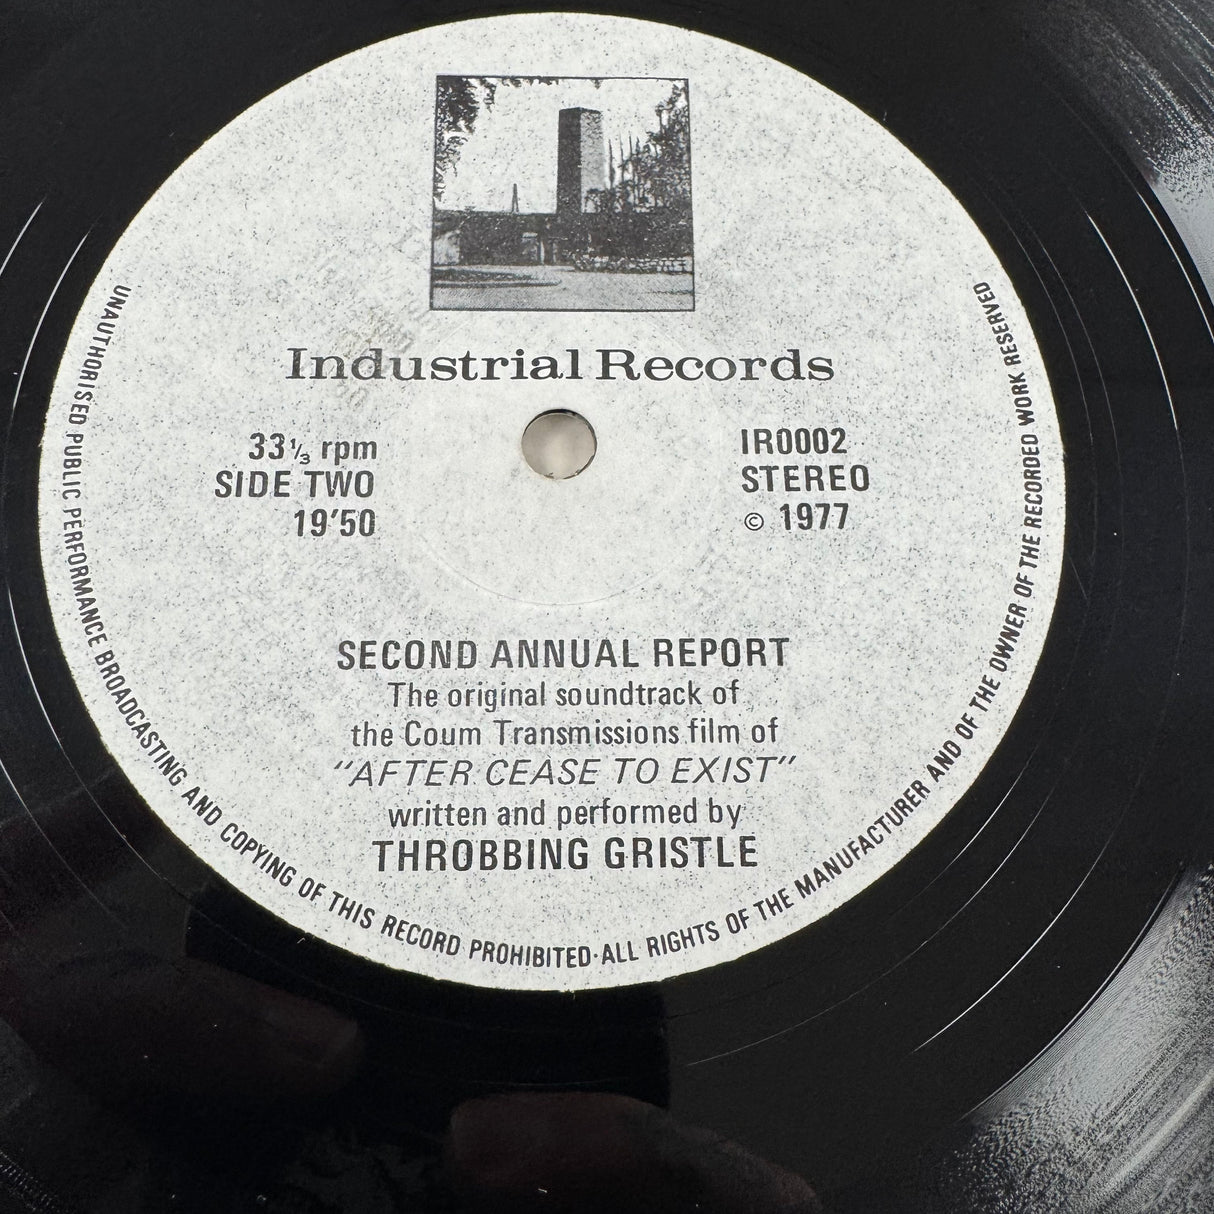 Industrial Records
33⅓ rpm
SIDE TWO
19'50
IR0002
STEREO
© 1977
SECOND ANNUAL REPORT
The original soundtrack of
the Coum Transmissions film of
"AFTER CEASE TO EXIST"
written and performed by
THROBBING GRISTLE
UNAUTHORISED PUBLIC PERFORMANCE BROADCASTING AND COPYING OF THIS RECORD PROHIBITED·ALL RIGHTS OF THE MANUFACTURER AND OF THE OWNER OF THE RECORDED WORK RESERVED